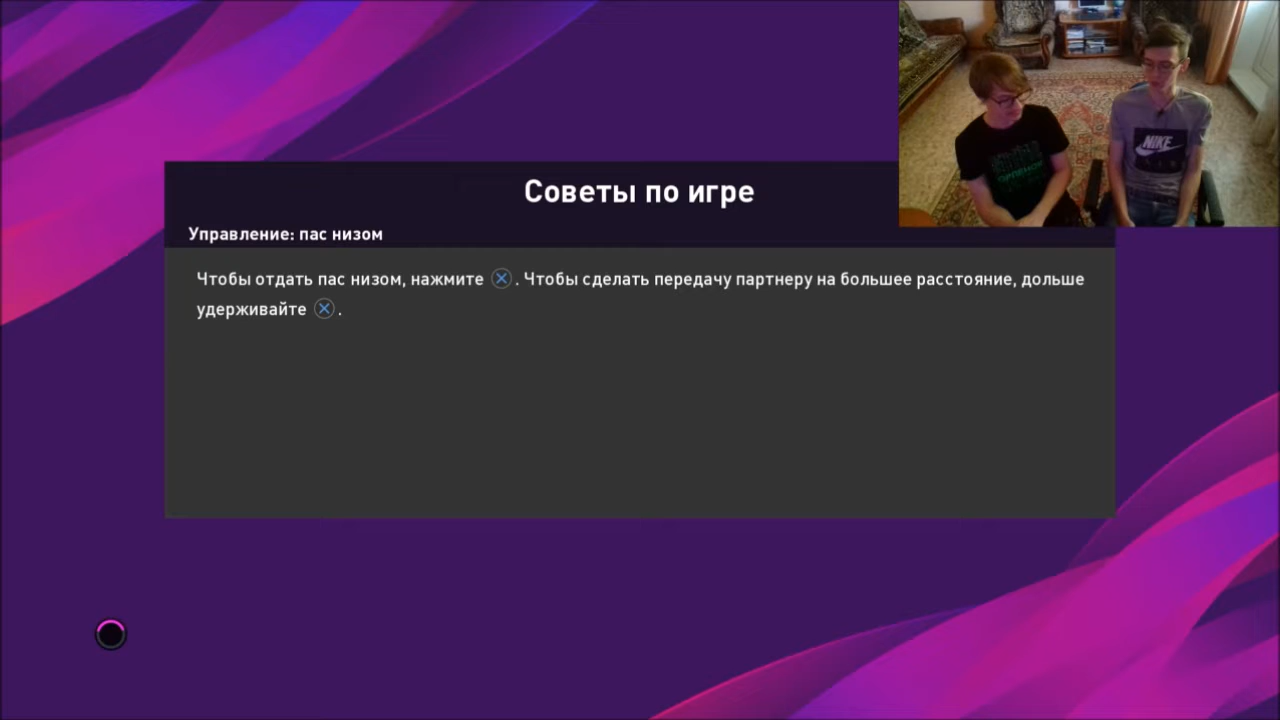 Советы по игре
Управление: пас низом
Чтобы отдать пас низом, нажмите ⓧ. Чтобы сделать передачу партнеру на большее расстояние, дольше
удерживайте ⓧ.
NIKE